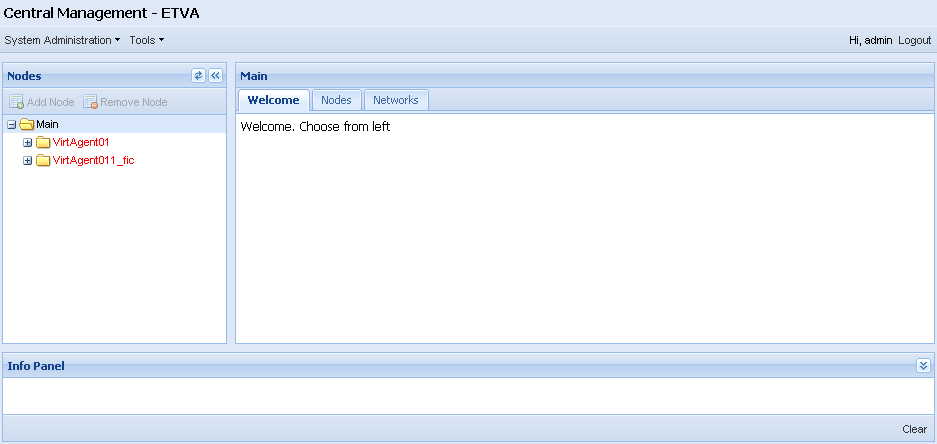 Central Management - ETVA
System Administration Tools Hi, admin Logout
Nodes
Add Node Remove Node
Main
VirtAgent01
VirtAgent011_fic
Main
Welcome Nodes Networks
Welcome. Choose from left
Info Panel
Clear